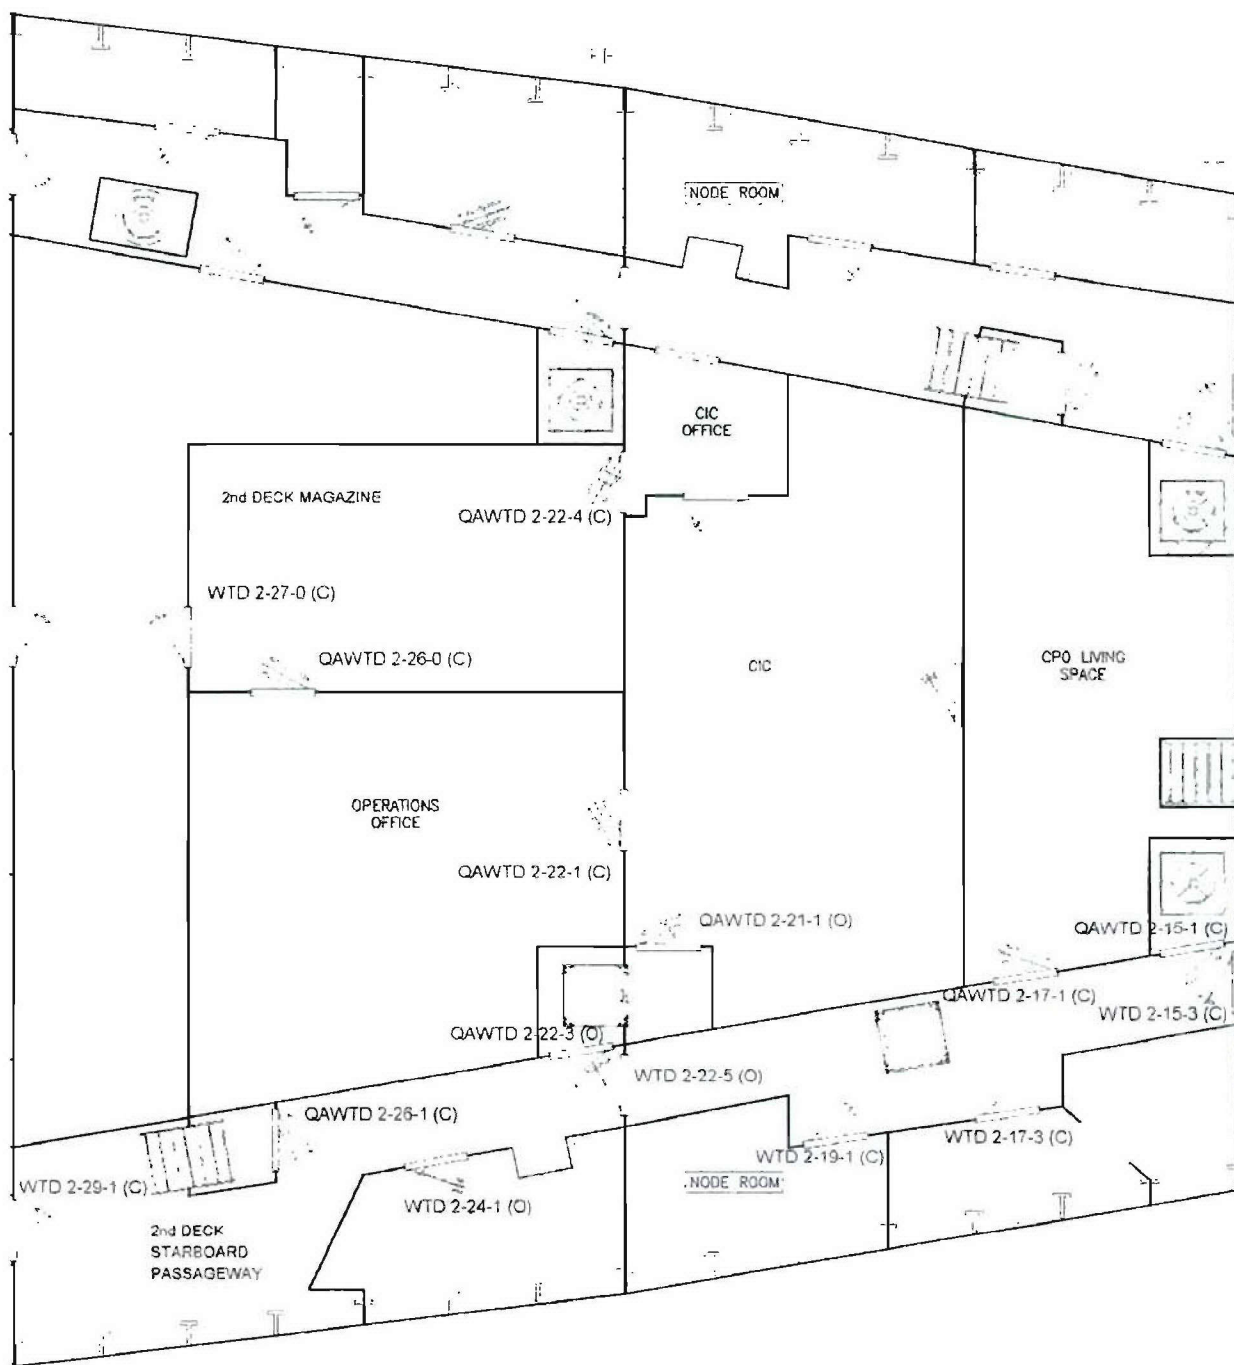 NODE ROOM
CIC
OFFICE
2nd DECK MAGAZINE
QAWTD 2-22-4 (C)
WTD 2-27-0 (C)
QAWTD 2-26-0 (C)
CIC
CPO LIVING
SPACE
OPERATIONS
OFFICE
QAWTD 2-22-1 (C)
QAWTD 2-21-1 (O)
QAWTD 2-15-1 (C)
QAWTD 2-17-1 (C)
WTD 2-15-3 (C)
QAWTD 2-22-3 (O)
WTD 2-22-5 (O)
QAWTD 2-26-1 (C)
WTD 2-17-3 (C)
WTD 2-19-1 (C)
WTD 2-29-1 (C)
NODE ROOM
WTD 2-24-1 (O)
2nd DECK
STARBOARD
PASSAGEWAY